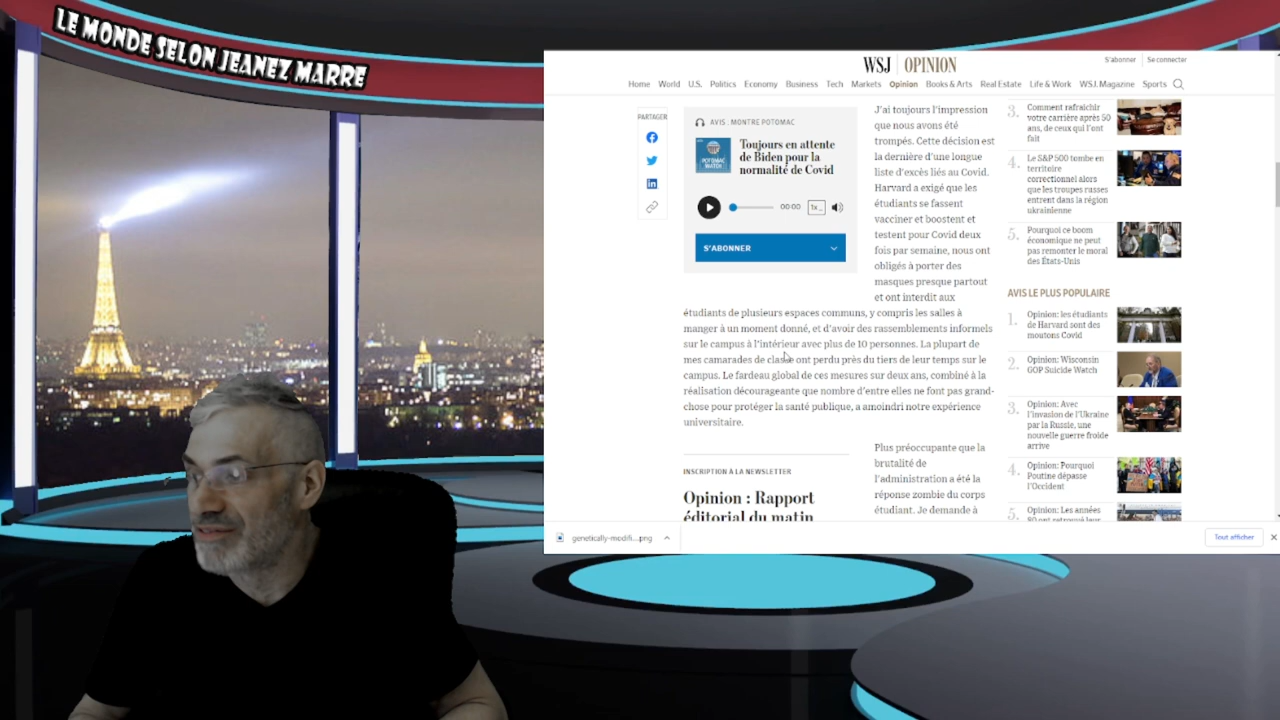 LE MONDE SELON JEANEZ MARRE
WSJ OPINION
S'abonner Se connecter
Home World U.S. Politics Economy Business Tech Markets Opinion Books & Arts Real Estate Life & Work WSJ. Magazine Sports
PARTAGER
AVIS : MONTRE POTOMAC
POTOMAC
WATCH
Toujours en attente
de Biden pour la
normalité de Covid
00:00 1x
S'ABONNER
J'ai toujours l'impression
que nous avons été
trompés. Cette décision est
la dernière d'une longue
liste d'excès liés au Covid.
Harvard a exigé que les
étudiants se fassent
vacciner et boostent et
testent pour Covid deux
fois par semaine, nous ont
obligés à porter des
masques presque partout
et ont interdit aux
étudiants de plusieurs espaces communs, y compris les salles à
manger à un moment donné, et d'avoir des rassemblements informels
sur le campus à l'intérieur avec plus de 10 personnes. La plupart de
mes camarades de classe ont perdu près du tiers de leur temps sur le
campus. Le fardeau global de ces mesures sur deux ans, combiné à la
réalisation décourageante que nombre d'entre elles ne font pas grand-
chose pour protéger la santé publique, a amoindri notre expérience
universitaire.
INSCRIPTION À LA NEWSLETTER
Opinion : Rapport
éditorial du matin
Plus préoccupante que la
brutalité de
l'administration a été la
réponse zombie du corps
étudiant. Je demande à
3. Comment rafraîchir
votre carrière après 50
ans, de ceux qui l'ont
fait
4. Le S&P 500 tombe en
territoire
correctionnel alors
que les troupes russes
entrent dans la région
ukrainienne
5. Pourquoi ce boom
économique ne peut
pas remonter le moral
des États-Unis
AVIS LE PLUS POPULAIRE
1. Opinion: les étudiants
de Harvard sont des
moutons Covid
2. Opinion: Wisconsin
GOP Suicide Watch
3. Opinion: Avec
l'invasion de l'Ukraine
par la Russie, une
nouvelle guerre froide
arrive
4. Opinion: Pourquoi
Poutine dépasse
l'Occident
5. Opinion: Les années
80 ont retrouvé leur
genetically-modifi...png
Tout afficher